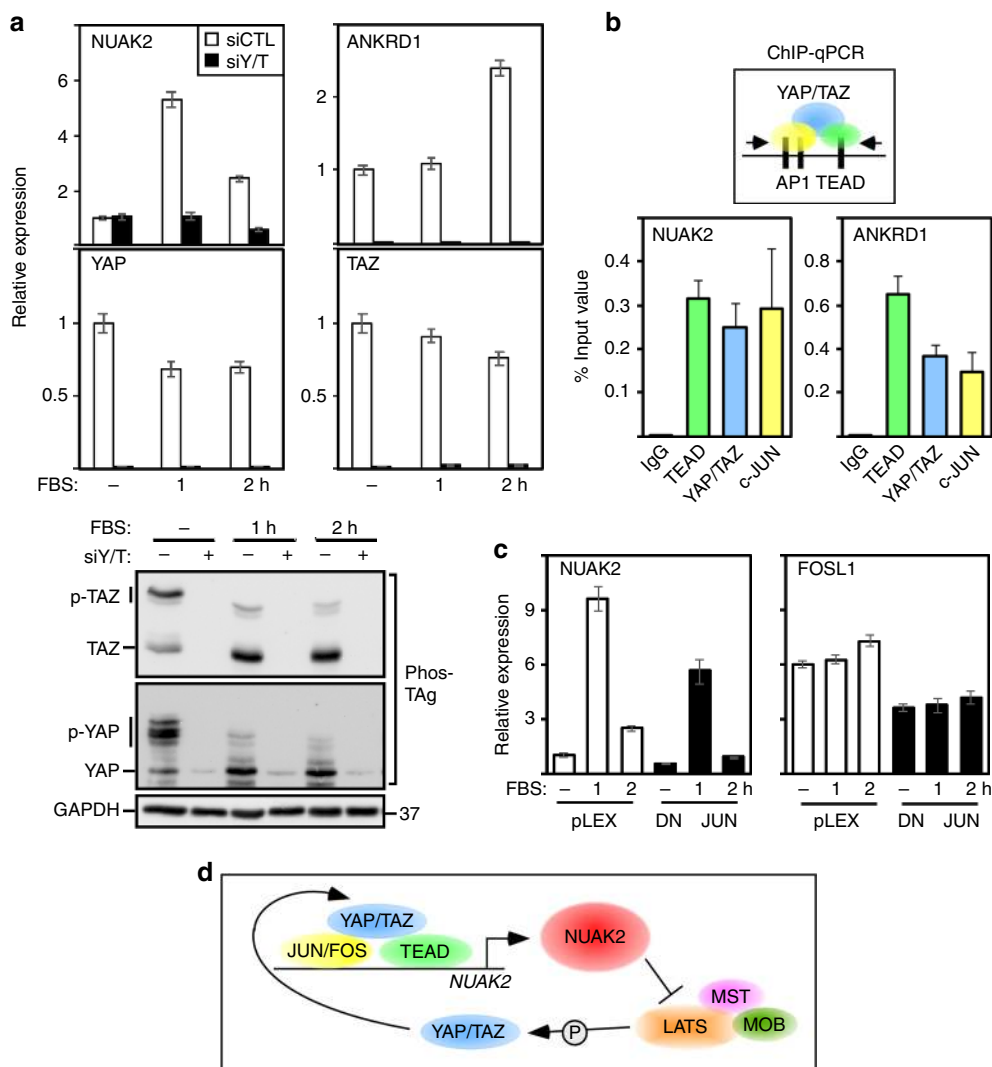 a
NUAK2
siCTL
siY/T
ANKRD1
6
4
2
2
1
Relative expression
YAP
TAZ
1
0.5
1
0.5
FBS:
– 1 2 h
– 1 2 h
FBS: – 1 h 2 h
siY/T: – + – + – +
p-TAZ
TAZ
p-YAP
YAP
GAPDH
Phos-
TAg
37
b
ChIP-qPCR
YAP/TAZ
AP1 TEAD
NUAK2
ANKRD1
% Input value
0.4
0.3
0.2
0.1
0.8
0.6
0.4
0.2
IgG
TEAD
YAP/TAZ
c-JUN
IgG
TEAD
YAP/TAZ
c-JUN
c
NUAK2
FOSL1
Relative expression
9
6
3
9
6
3
FBS: – 1 2 – 1 2 h
pLEX DN JUN
– 1 2 – 1 2 h
pLEX DN JUN
d
YAP/TAZ
JUN/FOS
TEAD
NUAK2
NUAK2
MST
LATS
MOB
P
YAP/TAZ